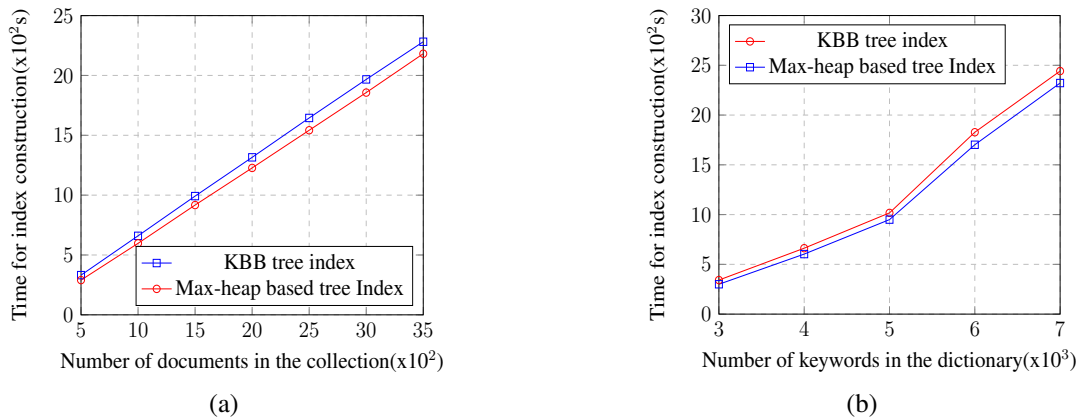 25
20
15
10
5
0
5 10 15 20 25 30 35
Time for index construction(x10²s)
Number of documents in the collection(x10²)
KBB tree index
Max-heap based tree Index
(a)
30
25
20
15
10
5
0
3 4 5 6 7
Time for index construction(x10²s)
Number of keywords in the dictionary(x10³)
KBB tree index
Max-heap based tree Index
(b)